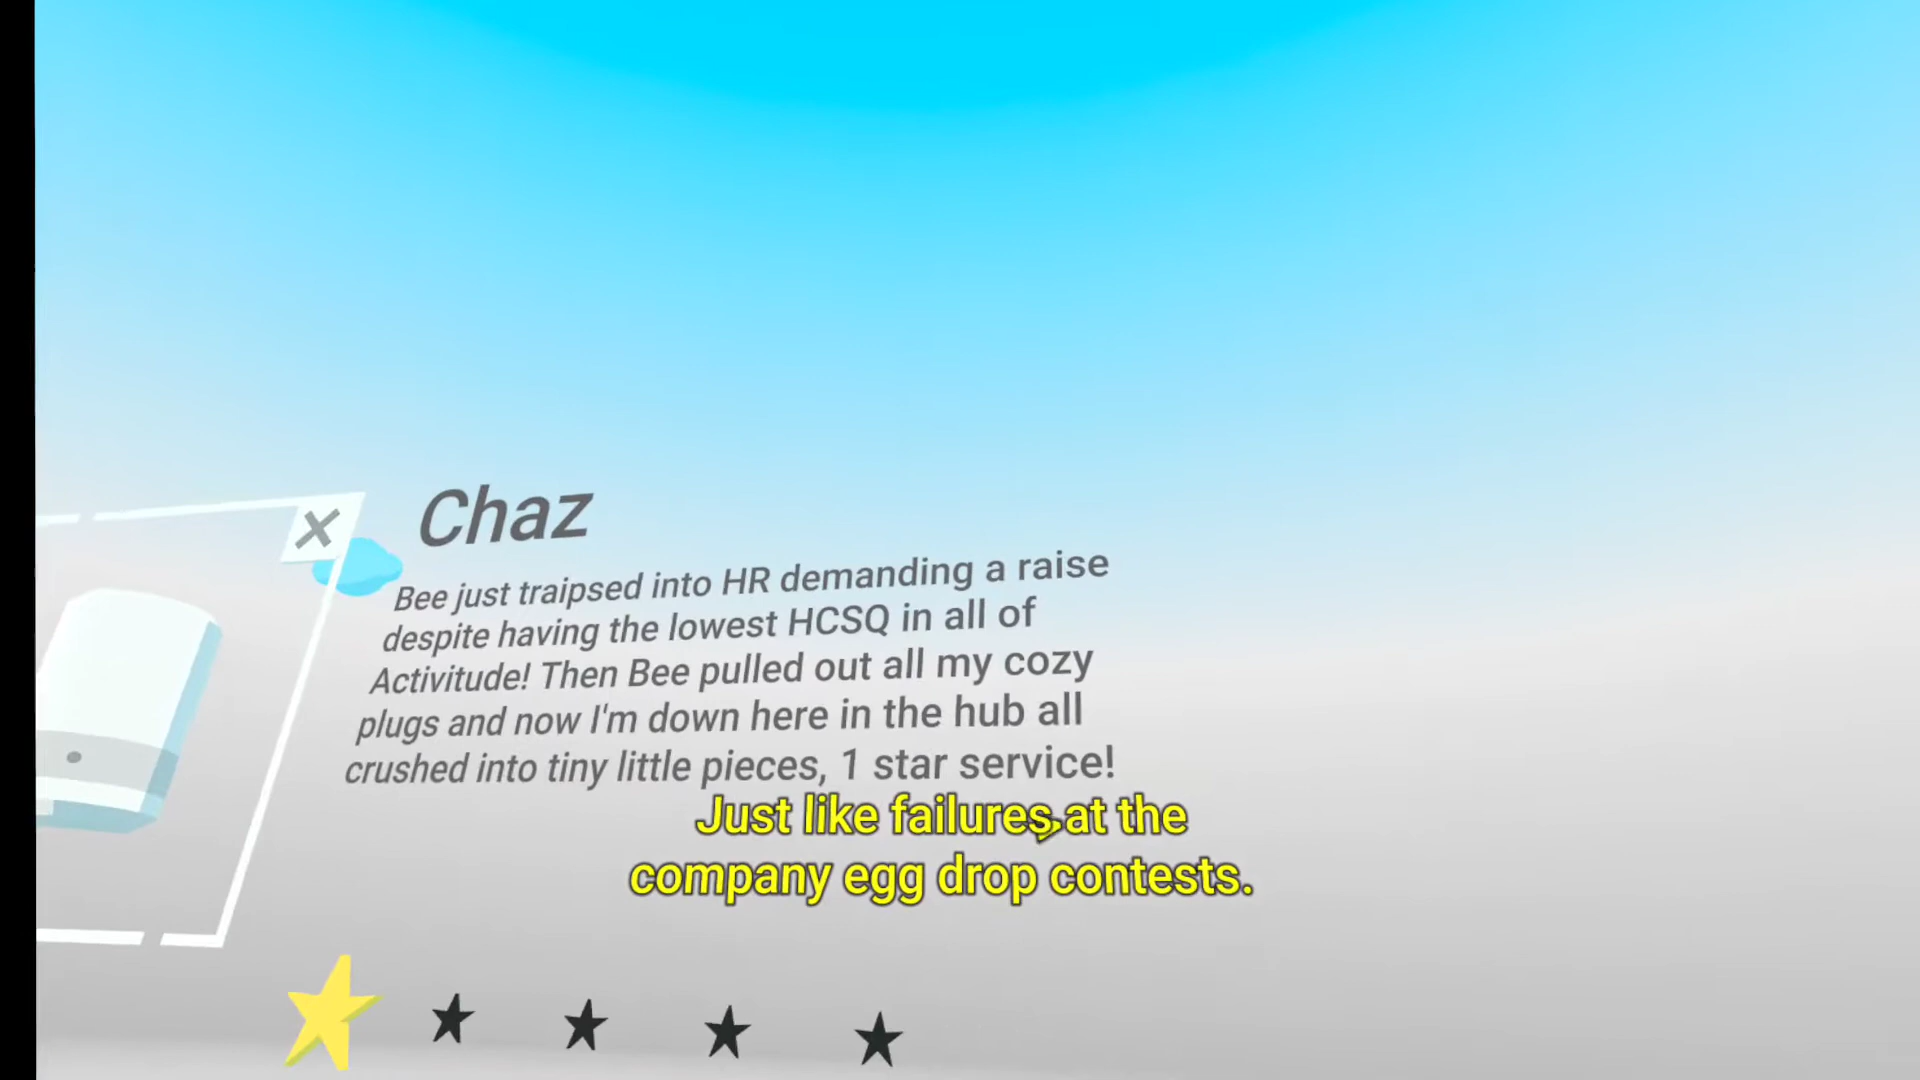 Chaz
Bee just traipsed into HR demanding a raise
despite having the lowest HCSQ in all of
Activitude! Then Bee pulled out all my cozy
plugs and now I'm down here in the hub all
crushed into tiny little pieces, 1 star service!
Just like failures at the
company egg drop contests.